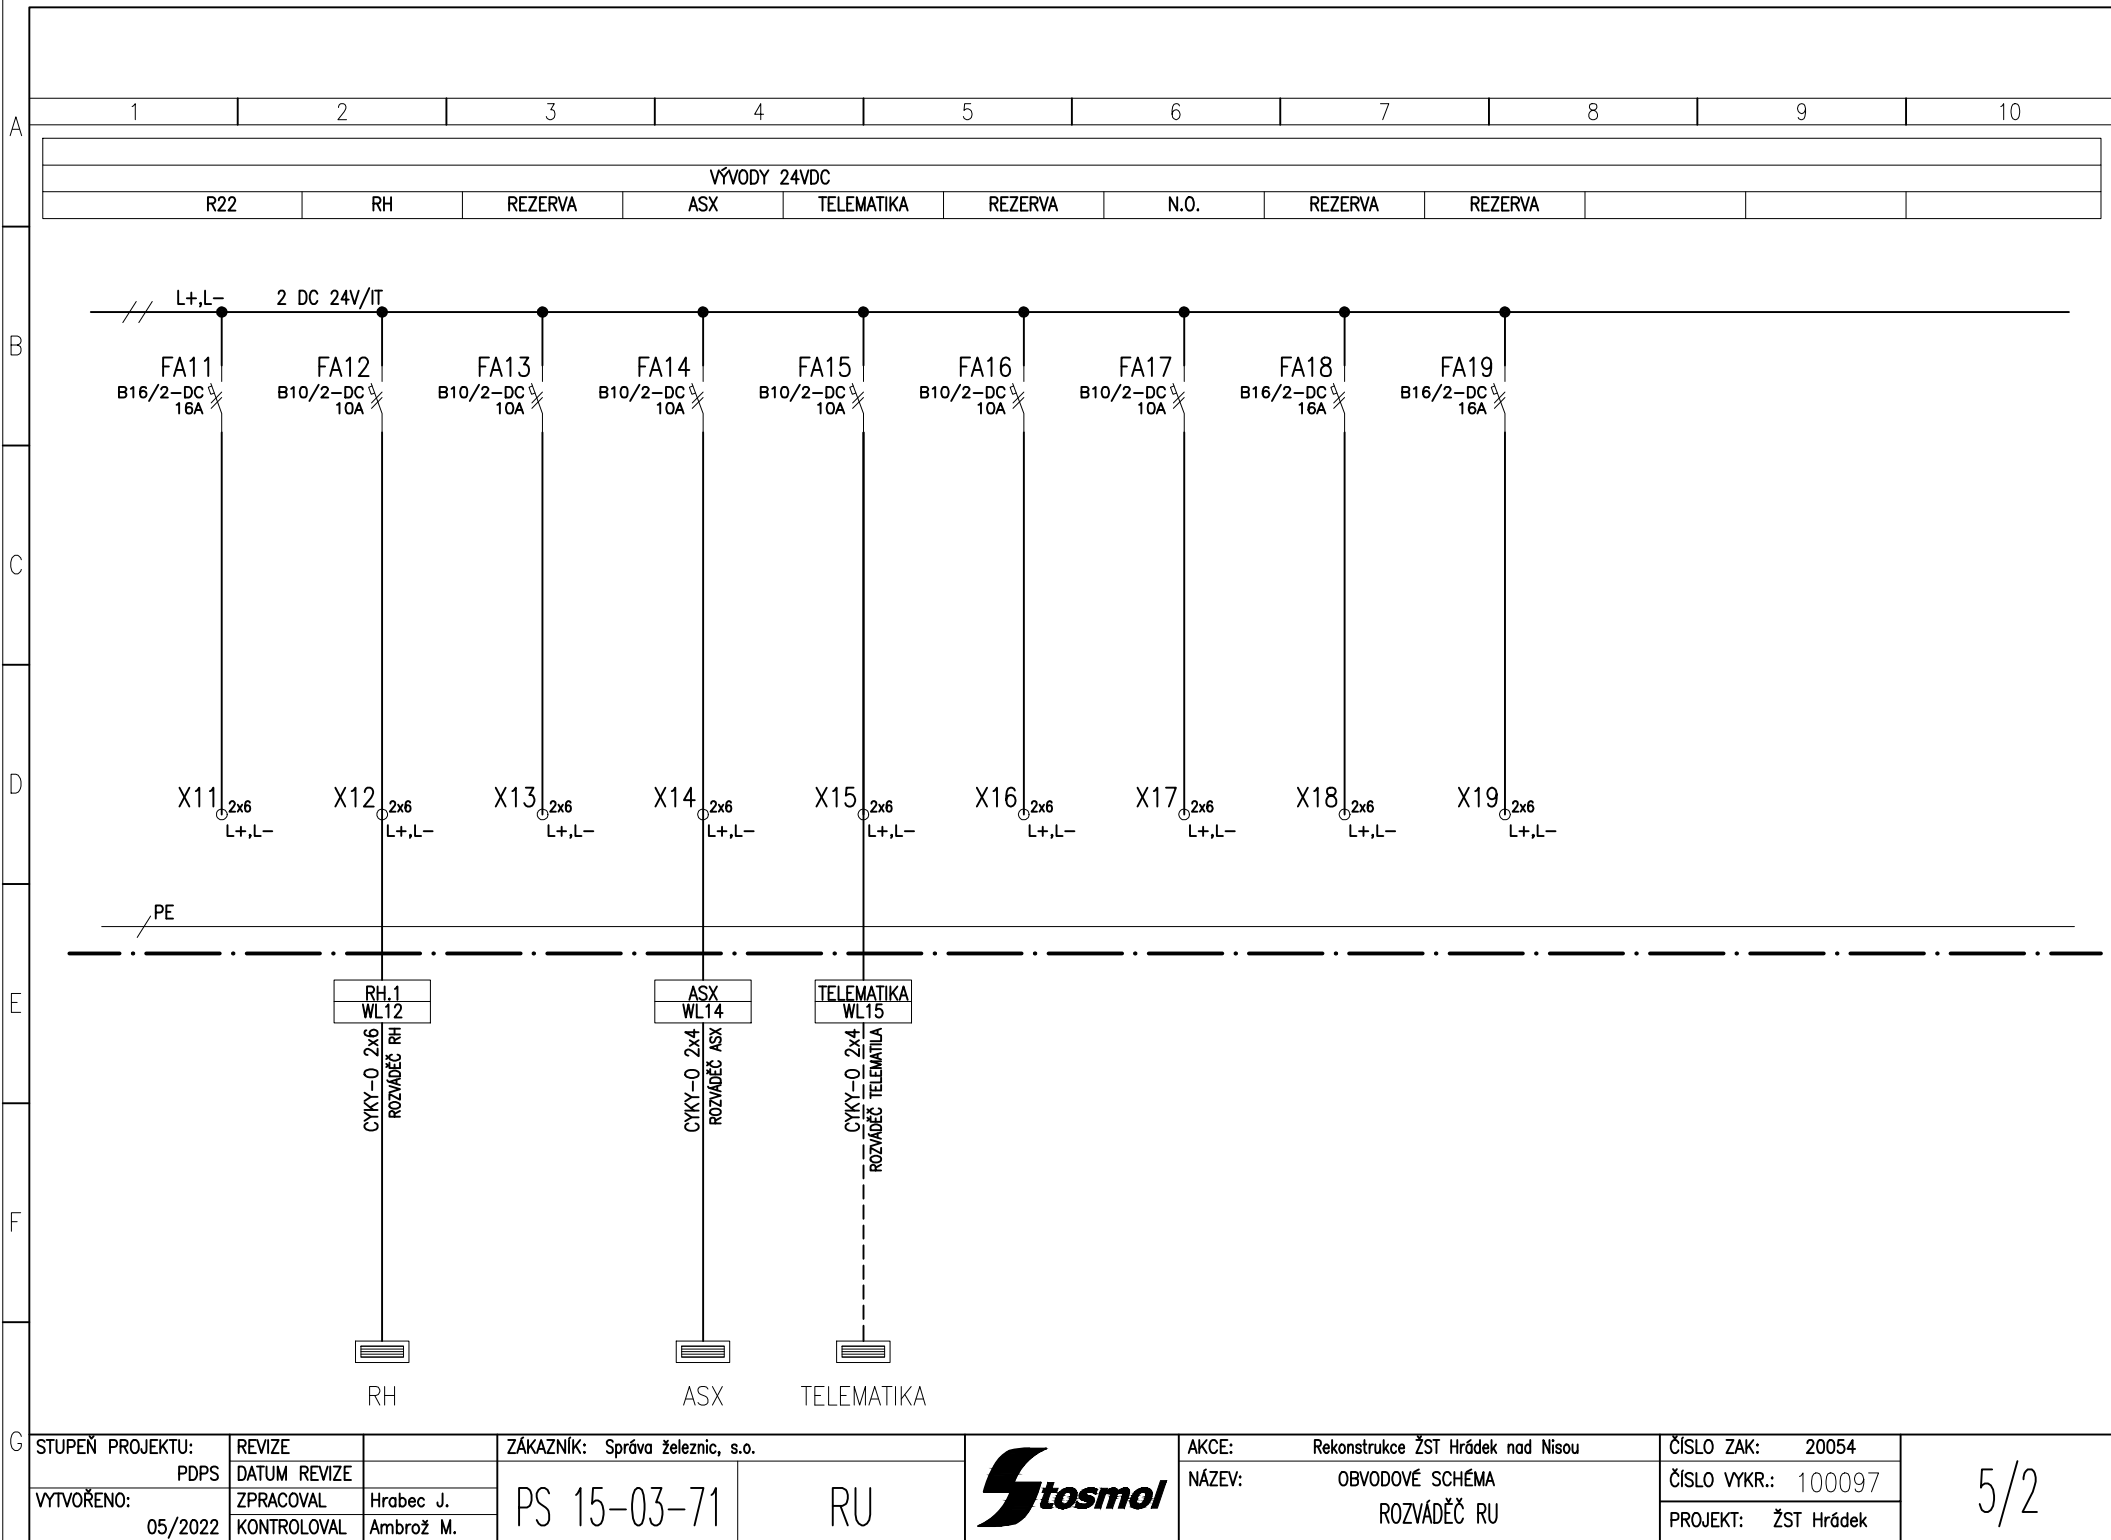 1 2 3 4 5 6 7 8 9 10
A
VÝVODY 24VDC
R22 RH REZERVA ASX TELEMATIKA REZERVA N.O. REZERVA REZERVA
L+,L− 2 DC 24V/IT
B
FA11 FA12 FA13 FA14 FA15 FA16 FA17 FA18 FA19
B16/2−DC B10/2−DC B10/2−DC B10/2−DC B10/2−DC B10/2−DC B10/2−DC B16/2−DC B16/2−DC
16A 10A 10A 10A 10A 10A 10A 16A 16A
C
D
X11 2x6 X12 2x6 X13 2x6 X14 2x6 X15 2x6 X16 2x6 X17 2x6 X18 2x6 X19 2x6
L+,L− L+,L− L+,L− L+,L− L+,L− L+,L− L+,L− L+,L− L+,L−
PE
E
RH.1 ASX TELEMATIKA
WL12 WL14 WL15
CYKY−O 2x6
ROZVÁDĚČ RH
CYKY−O 2x4
ROZVÁDĚČ ASX
CYKY−O 2x4
ROZVÁDĚČ TELEMATILA
F
RH ASX TELEMATIKA
G
STUPEŇ PROJEKTU:
PDPS
VYTVOŘENO:
05/2022
REVIZE
DATUM REVIZE
ZPRACOVAL Hrabec J.
KONTROLOVAL Ambrož M.
ZÁKAZNÍK: Správa železnic, s.o.
PS 15−03−71 RU
Stosmol
AKCE: Rekonstrukce ŽST Hrádek nad Nisou
NÁZEV: OBVODOVÉ SCHÉMA
ROZVÁDĚČ RU
ČÍSLO ZAK: 20054
ČÍSLO VYKR.: 100097
PROJEKT: ŽST Hrádek
5/2